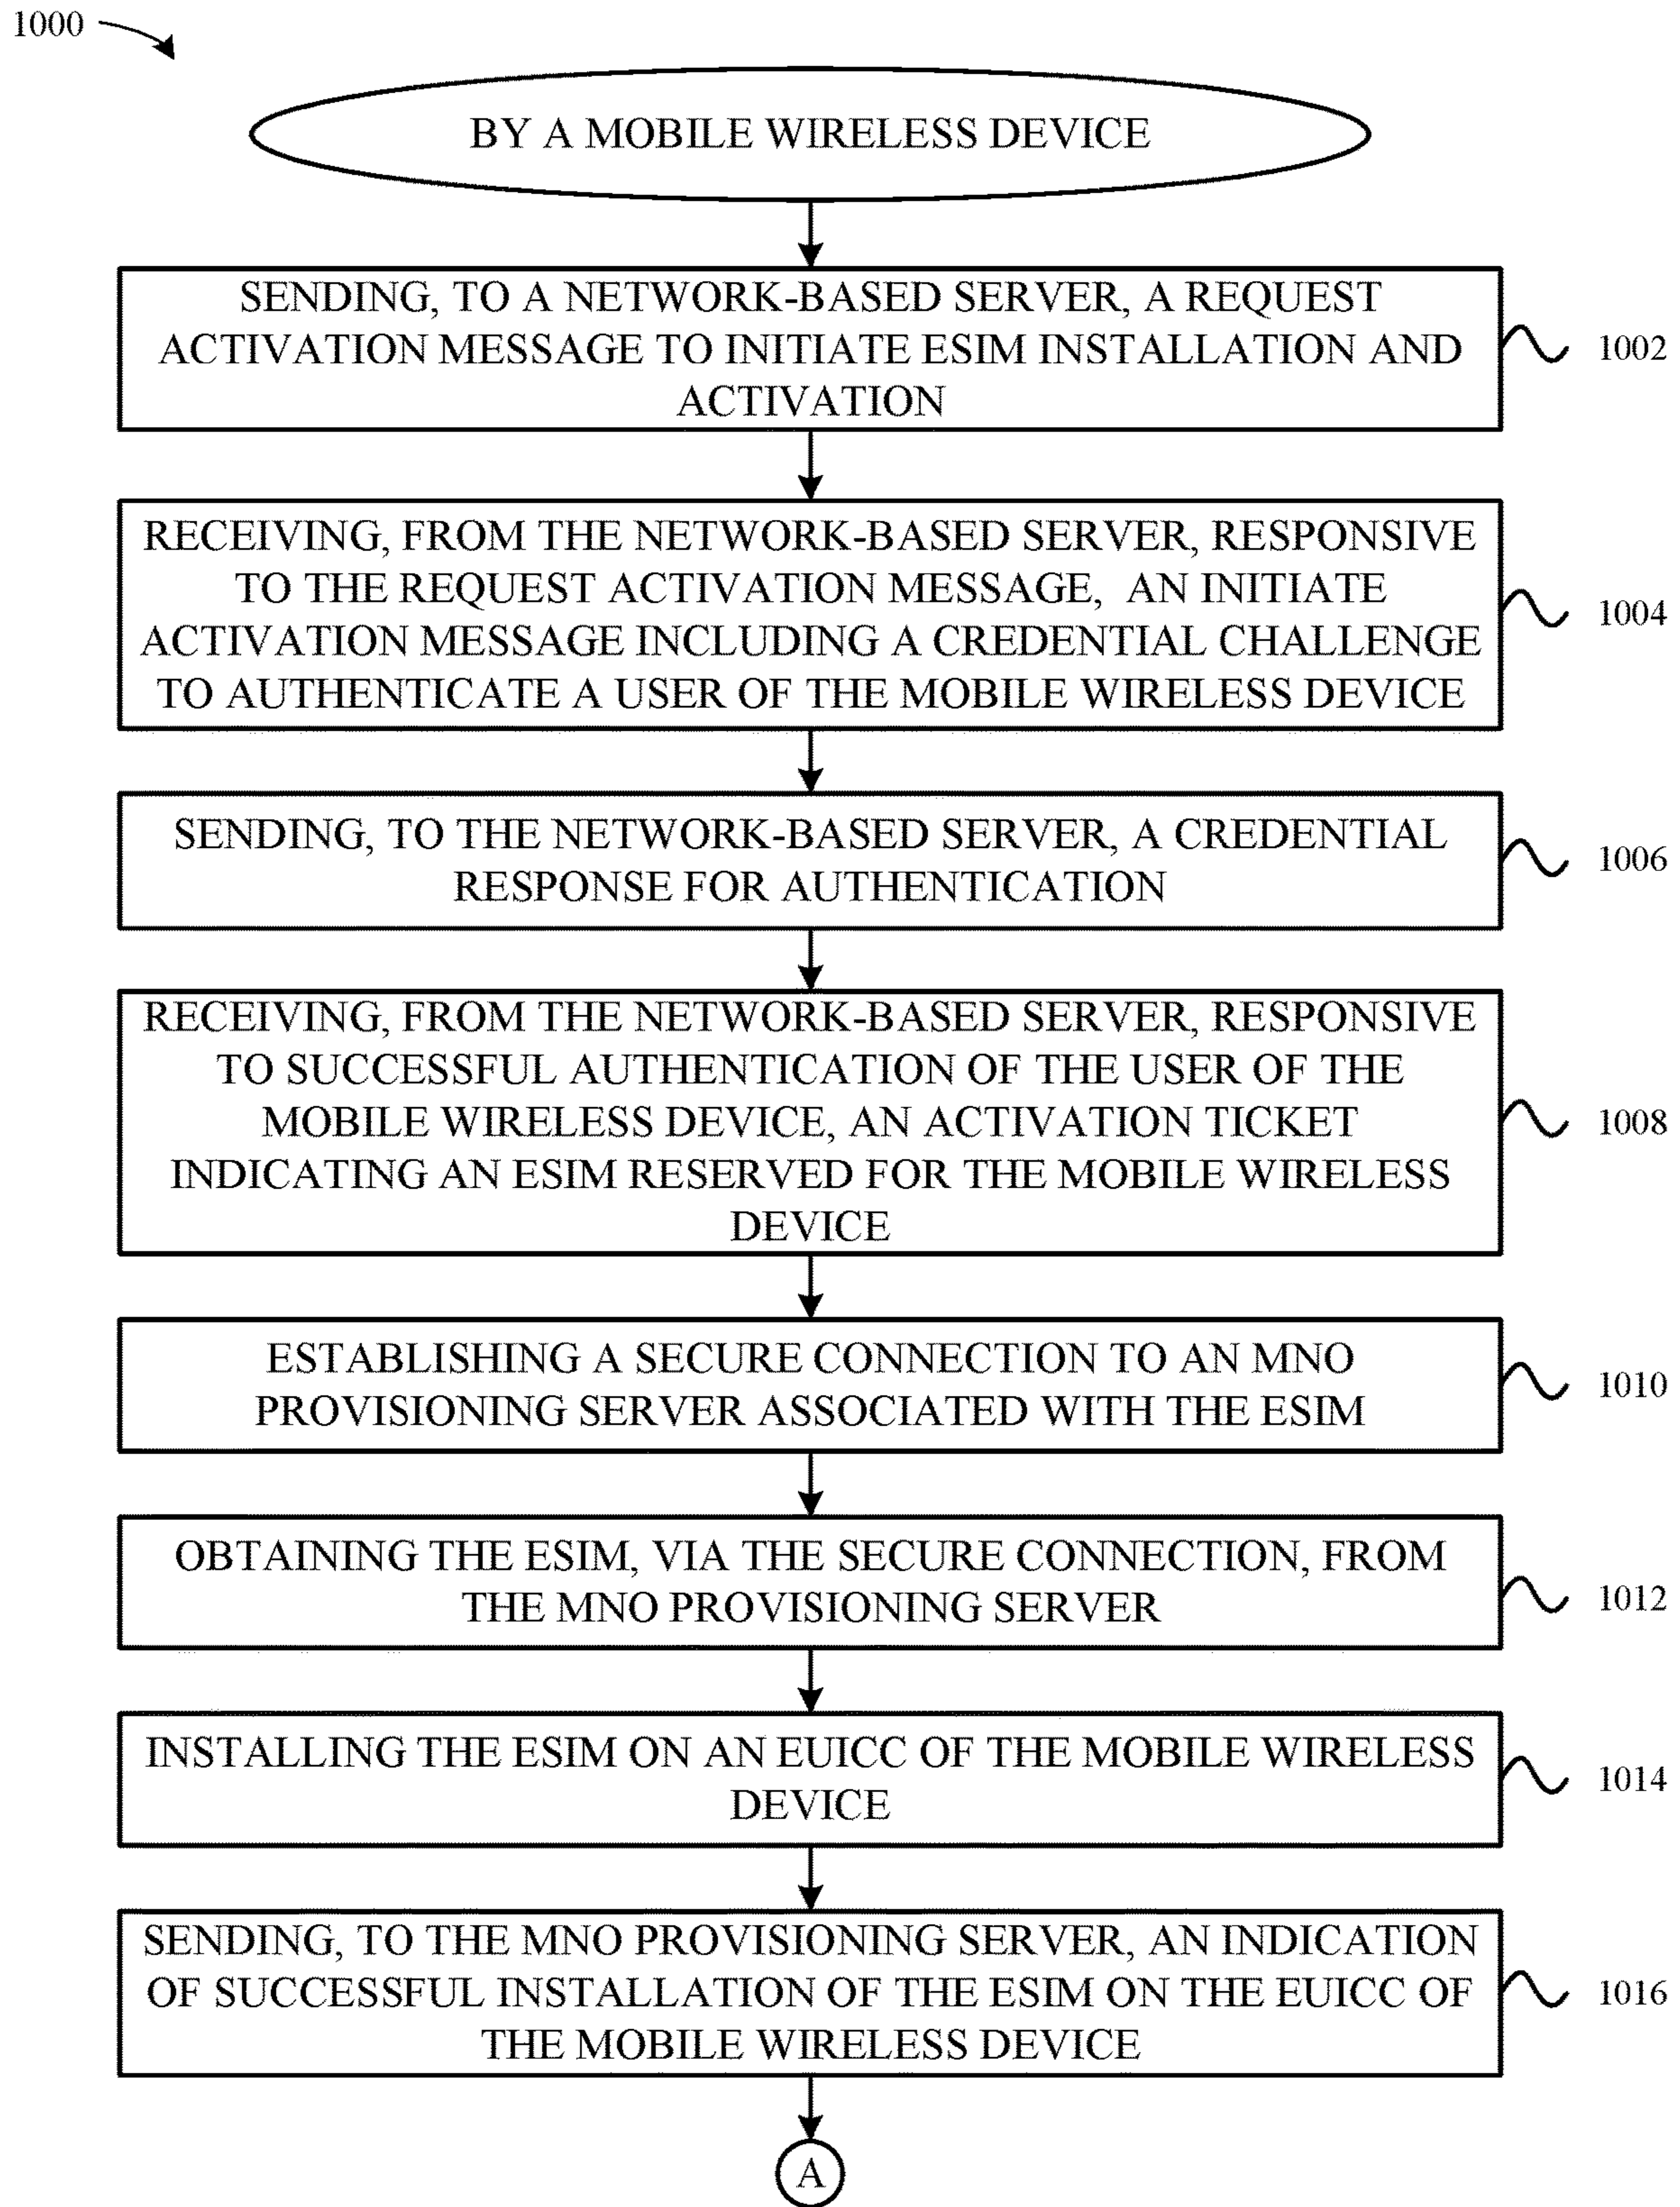 1000
BY A MOBILE WIRELESS DEVICE
SENDING, TO A NETWORK-BASED SERVER, A REQUEST
ACTIVATION MESSAGE TO INITIATE ESIM INSTALLATION AND
ACTIVATION
1002
RECEIVING, FROM THE NETWORK-BASED SERVER, RESPONSIVE
TO THE REQUEST ACTIVATION MESSAGE, AN INITIATE
ACTIVATION MESSAGE INCLUDING A CREDENTIAL CHALLENGE
TO AUTHENTICATE A USER OF THE MOBILE WIRELESS DEVICE
1004
SENDING, TO THE NETWORK-BASED SERVER, A CREDENTIAL
RESPONSE FOR AUTHENTICATION
1006
RECEIVING, FROM THE NETWORK-BASED SERVER, RESPONSIVE
TO SUCCESSFUL AUTHENTICATION OF THE USER OF THE
MOBILE WIRELESS DEVICE, AN ACTIVATION TICKET
INDICATING AN ESIM RESERVED FOR THE MOBILE WIRELESS
DEVICE
1008
ESTABLISHING A SECURE CONNECTION TO AN MNO
PROVISIONING SERVER ASSOCIATED WITH THE ESIM
1010
OBTAINING THE ESIM, VIA THE SECURE CONNECTION, FROM
THE MNO PROVISIONING SERVER
1012
INSTALLING THE ESIM ON AN EUICC OF THE MOBILE WIRELESS
DEVICE
1014
SENDING, TO THE MNO PROVISIONING SERVER, AN INDICATION
OF SUCCESSFUL INSTALLATION OF THE ESIM ON THE EUICC OF
THE MOBILE WIRELESS DEVICE
1016
A